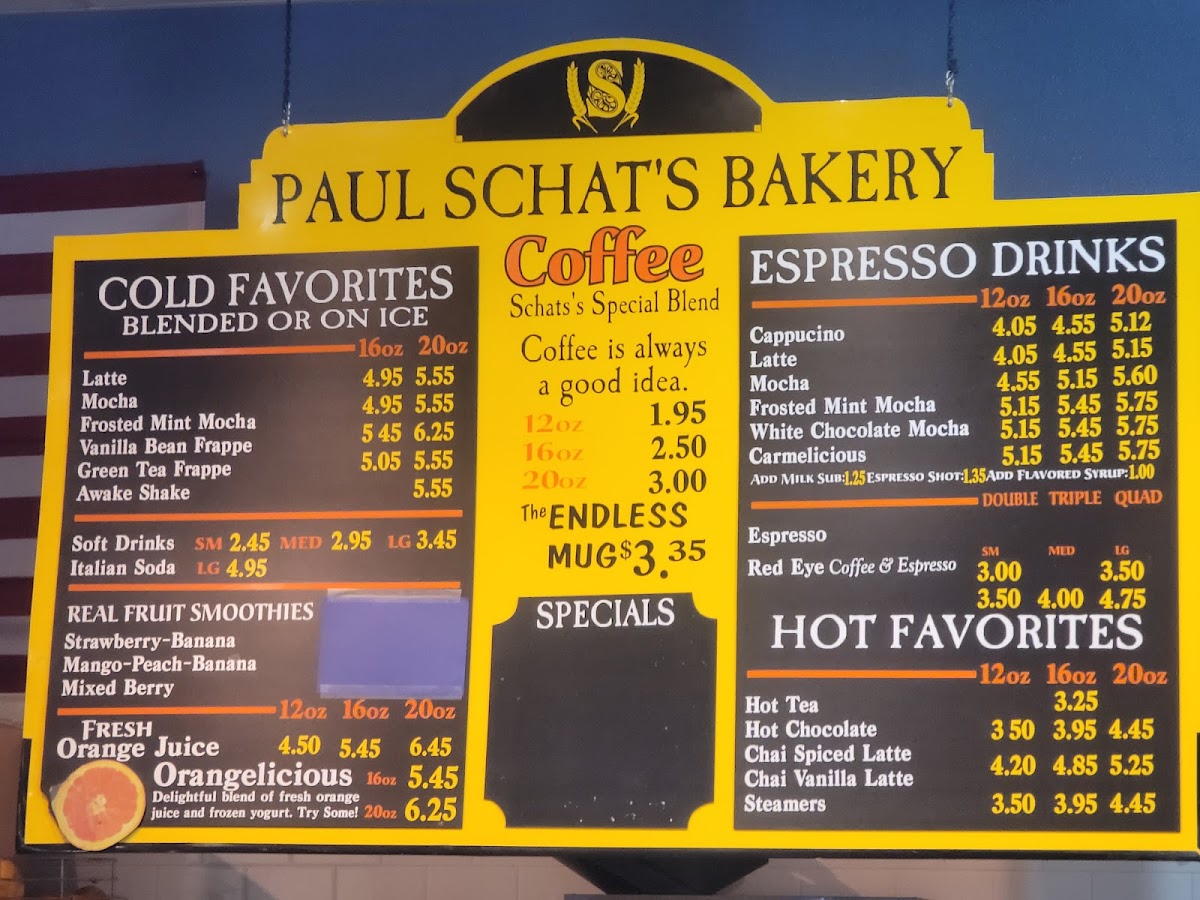 S
PAUL SCHAT'S BAKERY
COLD FAVORITES
BLENDED OR ON ICE
16oz 20oz
Latte 4.95 5.55
Mocha 4.95 5.55
Frosted Mint Mocha 5 45 6.25
Vanilla Bean Frappe
Green Tea Frappe 5.05 5.55
Awake Shake 5.55
Soft Drinks SM 2.45 MED 2.95 LG 3.45
Italian Soda LG 4.95
REAL FRUIT SMOOTHIES
Strawberry-Banana
Mango-Peach-Banana
Mixed Berry
12oz 16oz 20oz
FRESH
Orange Juice 4.50 5.45 6.45
Orangelicious 16oz 5.45
Delightful blend of fresh orange
juice and frozen yogurt. Try Some! 20oz 6.25
Coffee
Schats's Special Blend
Coffee is always
a good idea.
12oz 1.95
16oz 2.50
20oz 3.00
The ENDLESS
MUG $3.35
SPECIALS
ESPRESSO DRINKS
12oz 16oz 20oz
Cappucino 4.05 4.55 5.12
Latte 4.05 4.55 5.15
Mocha 4.55 5.15 5.60
Frosted Mint Mocha 5.15 5.45 5.75
White Chocolate Mocha 5.15 5.45 5.75
Carmelicious 5.15 5.45 5.75
ADD MILK SUB:1.25 ESPRESSO SHOT:1.35 ADD FLAVORED SYRUP:1.00
DOUBLE TRIPLE QUAD
Espresso
SM MED LG
Red Eye Coffee & Espresso 3.00 3.50
3.50 4.00 4.75
HOT FAVORITES
12oz 16oz 20oz
Hot Tea 3.25
Hot Chocolate 3 50 3.95 4.45
Chai Spiced Latte
Chai Vanilla Latte 4.20 4.85 5.25
Steamers 3.50 3.95 4.45